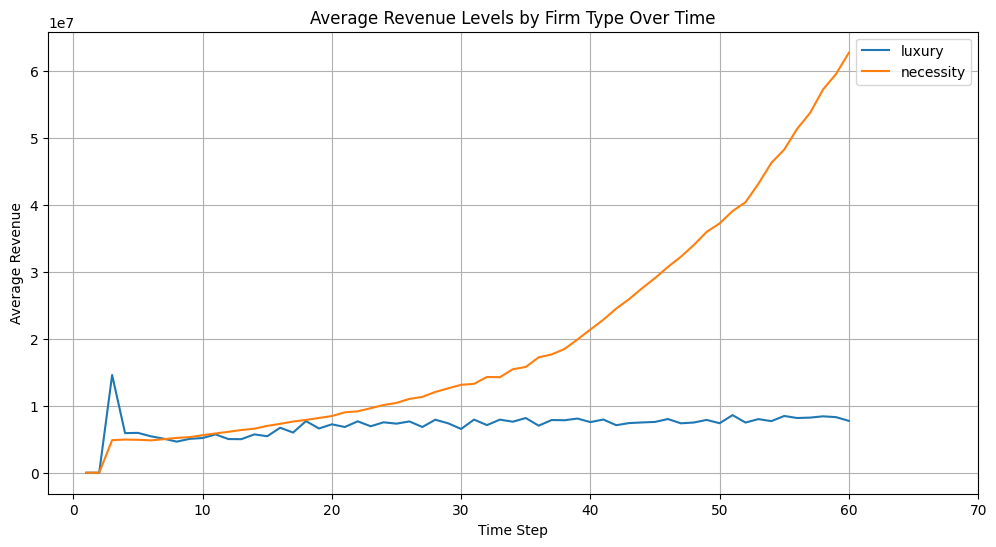 Average Revenue Levels by Firm Type Over Time
1e7
luxury
necessity
6
5
4
3
2
1
0
Average Revenue
0 10 20 30 40 50 60 70
Time Step